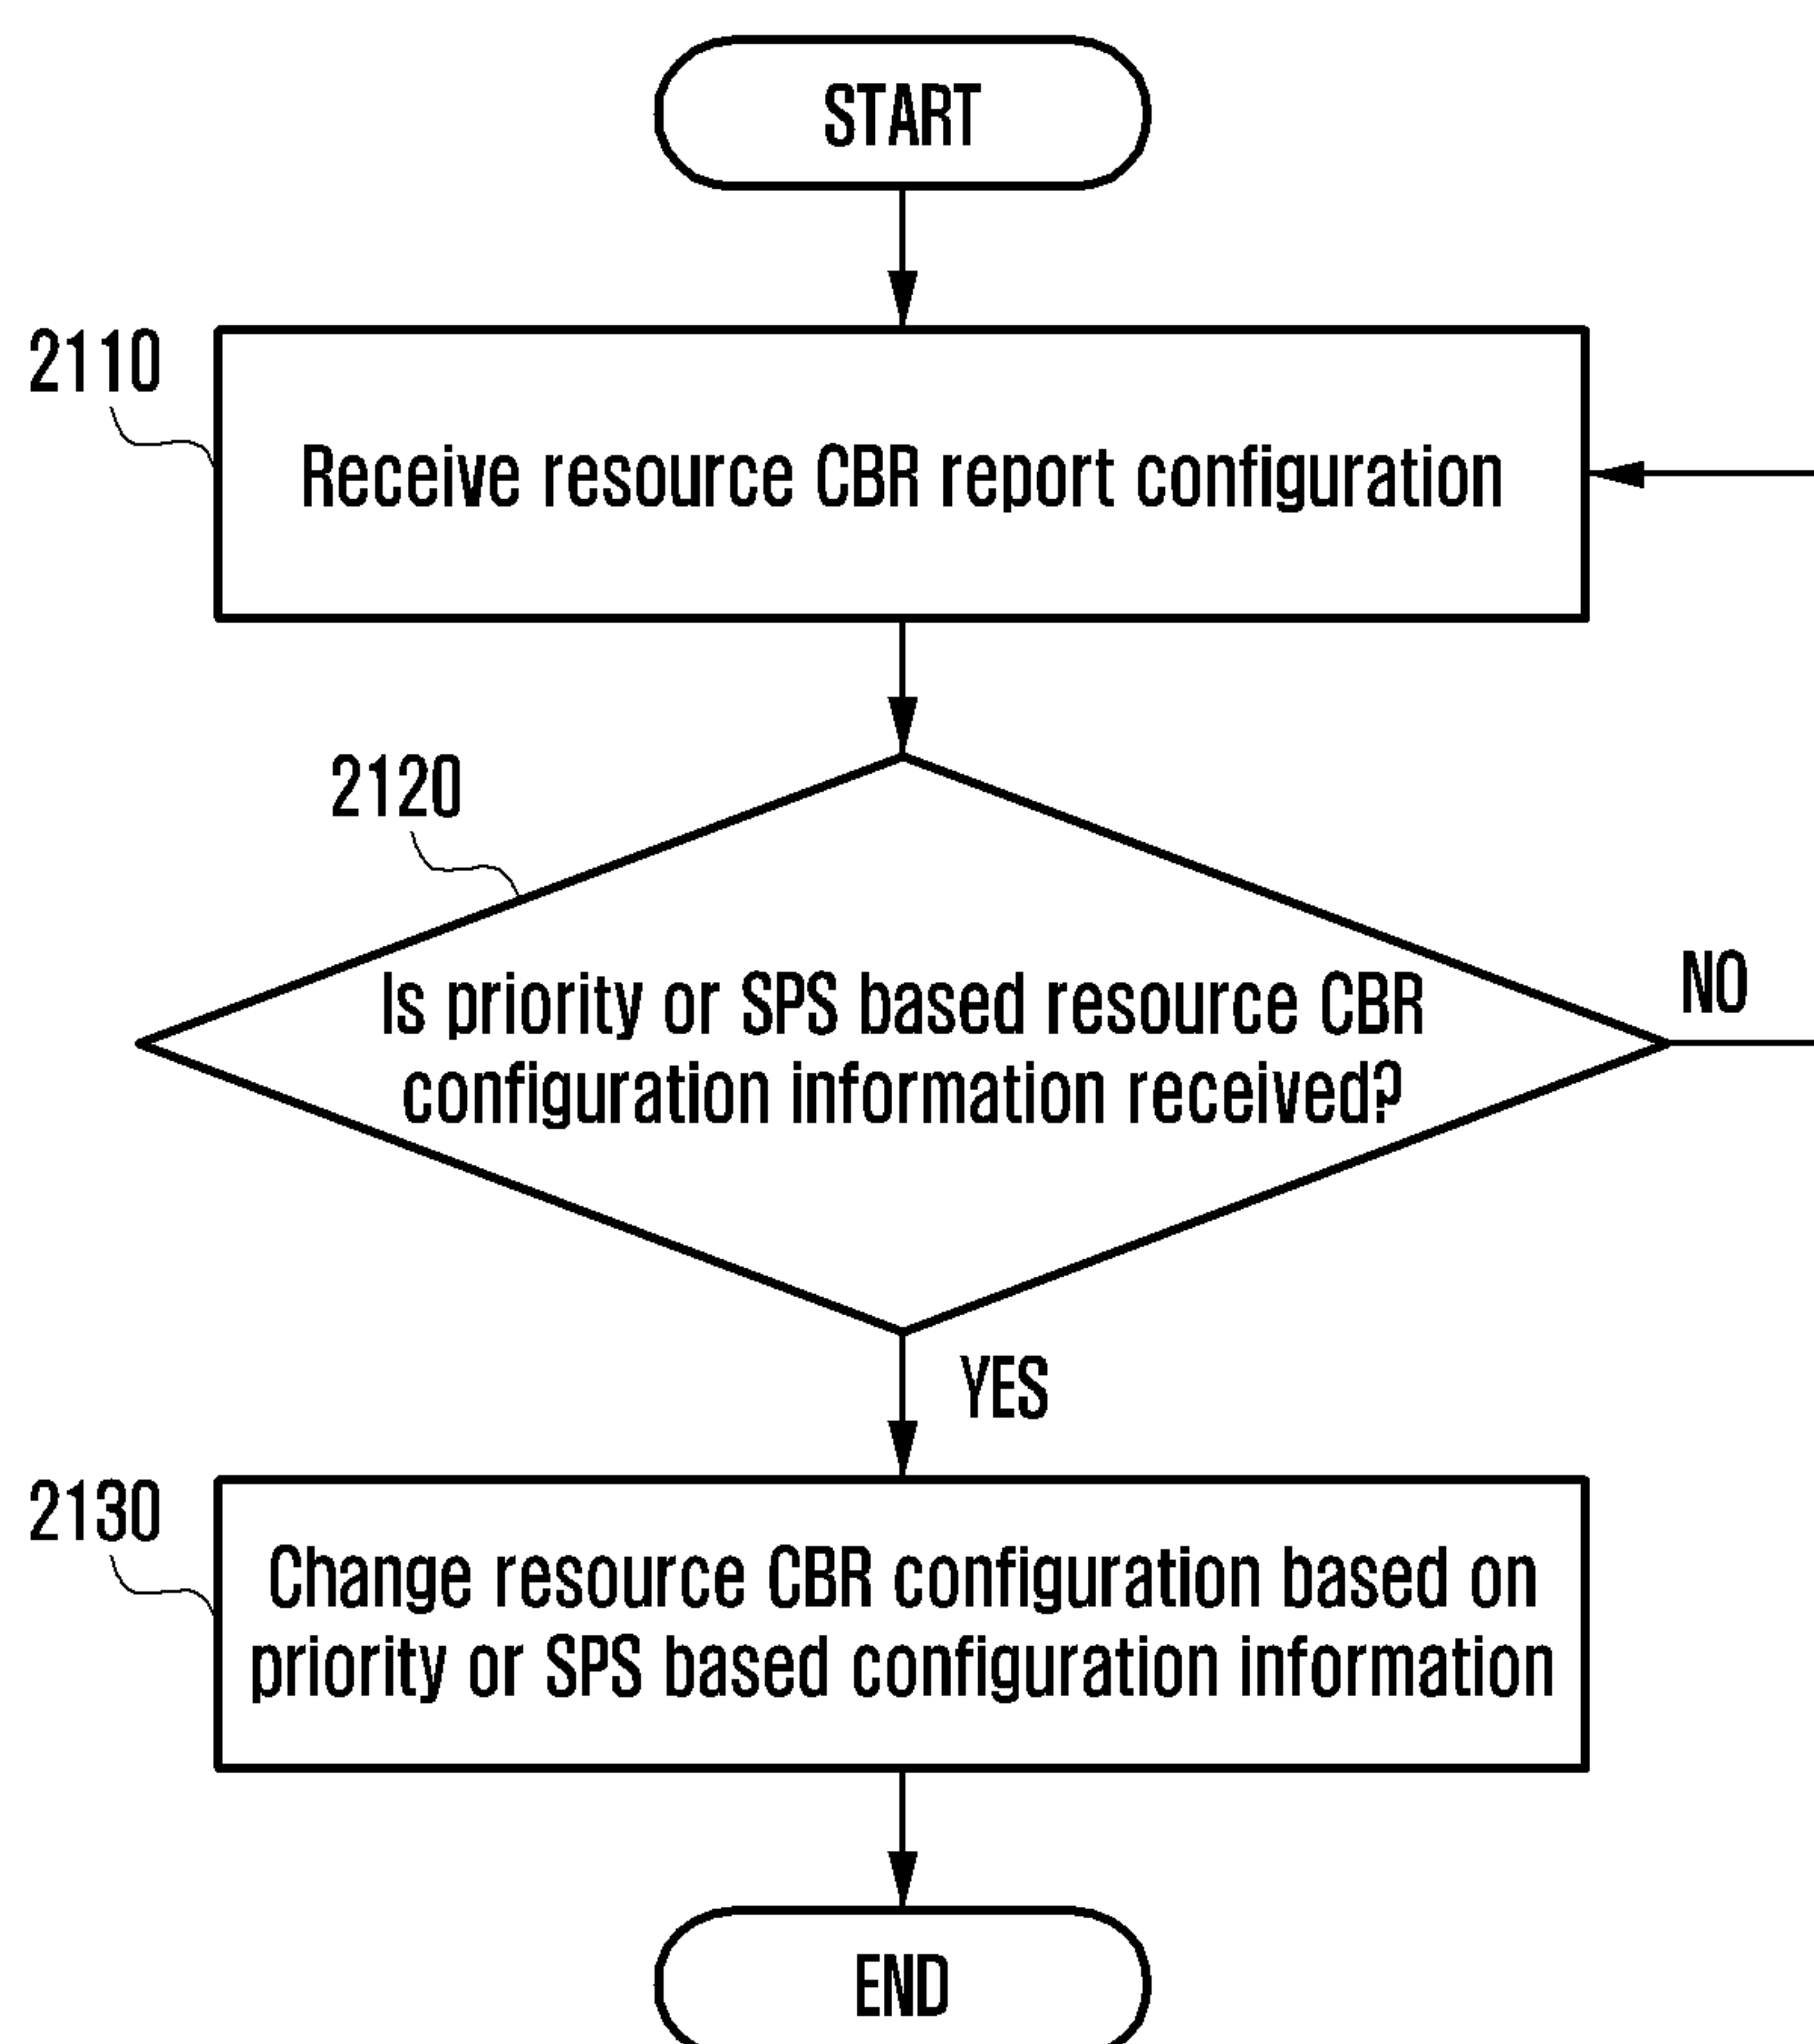 START
2110
Receive resource CBR report configuration
2120
Is priority or SPS based resource CBR
configuration information received?
NO
YES
2130
Change resource CBR configuration based on
priority or SPS based configuration information
END